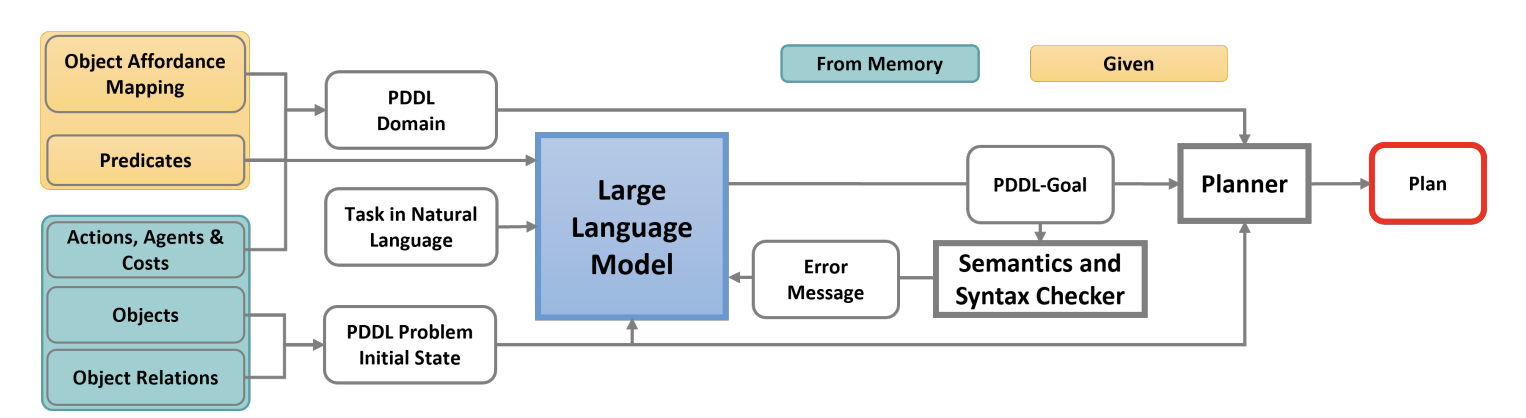 Object Affordance
Mapping
Predicates
Actions, Agents &
Costs
Objects
Object Relations
PDDL
Domain
Task in Natural
Language
PDDL Problem
Initial State
Large
Language
Model
From Memory
Given
PDDL-Goal
Error
Message
Semantics and
Syntax Checker
Planner
Plan